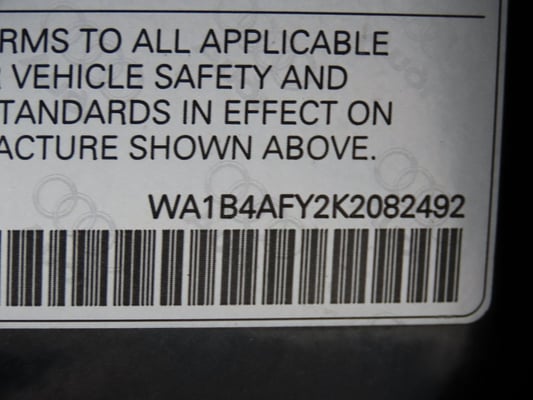 RMS TO ALL APPLICABLE
VEHICLE SAFETY AND
TANDARDS IN EFFECT ON
ACTURE SHOWN ABOVE.
WA1B4AFY2K2082492